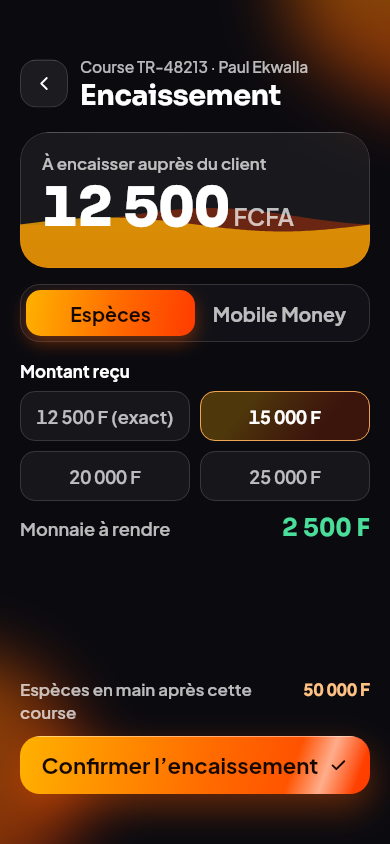 Course TR-48213 · Paul Ekwalla
Encaissement
À encaisser auprès du client
12 500 FCFA
Espèces
Mobile Money
Montant reçu
12 500 F (exact)
15 000 F
20 000 F
25 000 F
Monnaie à rendre
2 500 F
Espèces en main après cette
course
50 000 F
Confirmer l’encaissement